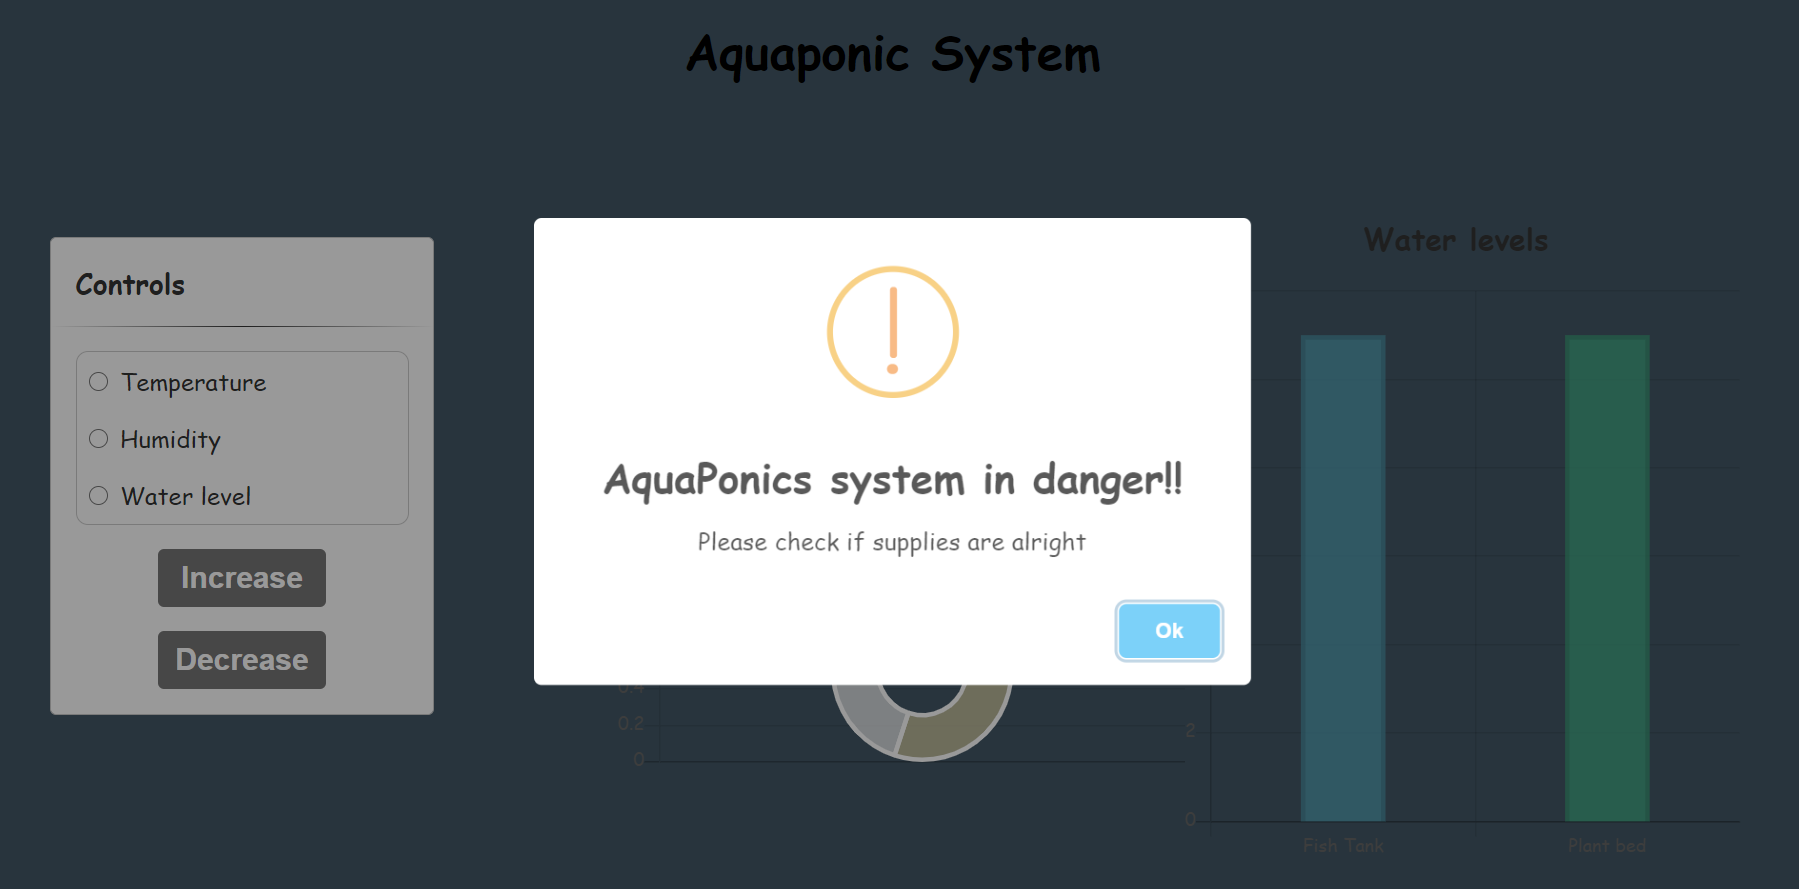 Aquaponic System
Controls
Temperature
Humidity
Water level
Increase
Decrease
AquaPonics system in danger!!
Please check if supplies are alright
Ok
0.4
0.2
0
Water levels
2
0
Fish Tank
Plant bed